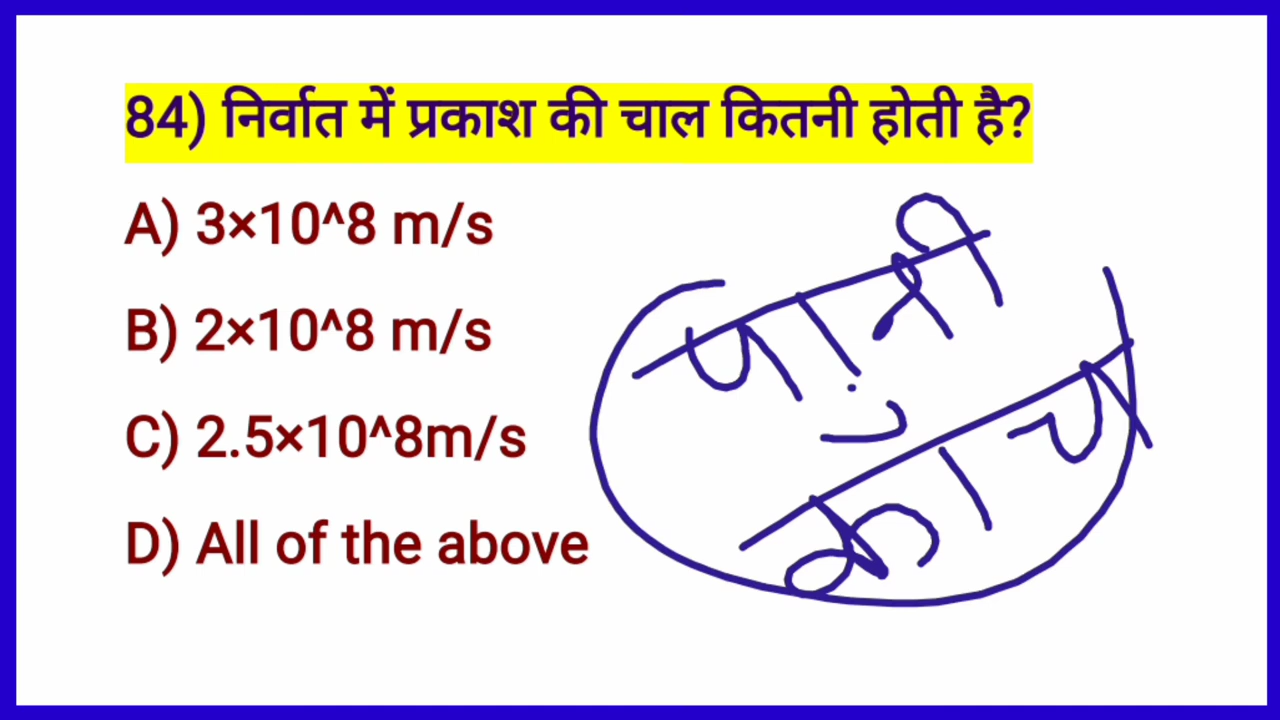 84) निर्वात में प्रकाश की चाल कितनी होती है?
A) 3×10^8 m/s
B) 2×10^8 m/s
C) 2.5×10^8m/s
D) All of the above
पानी
काच